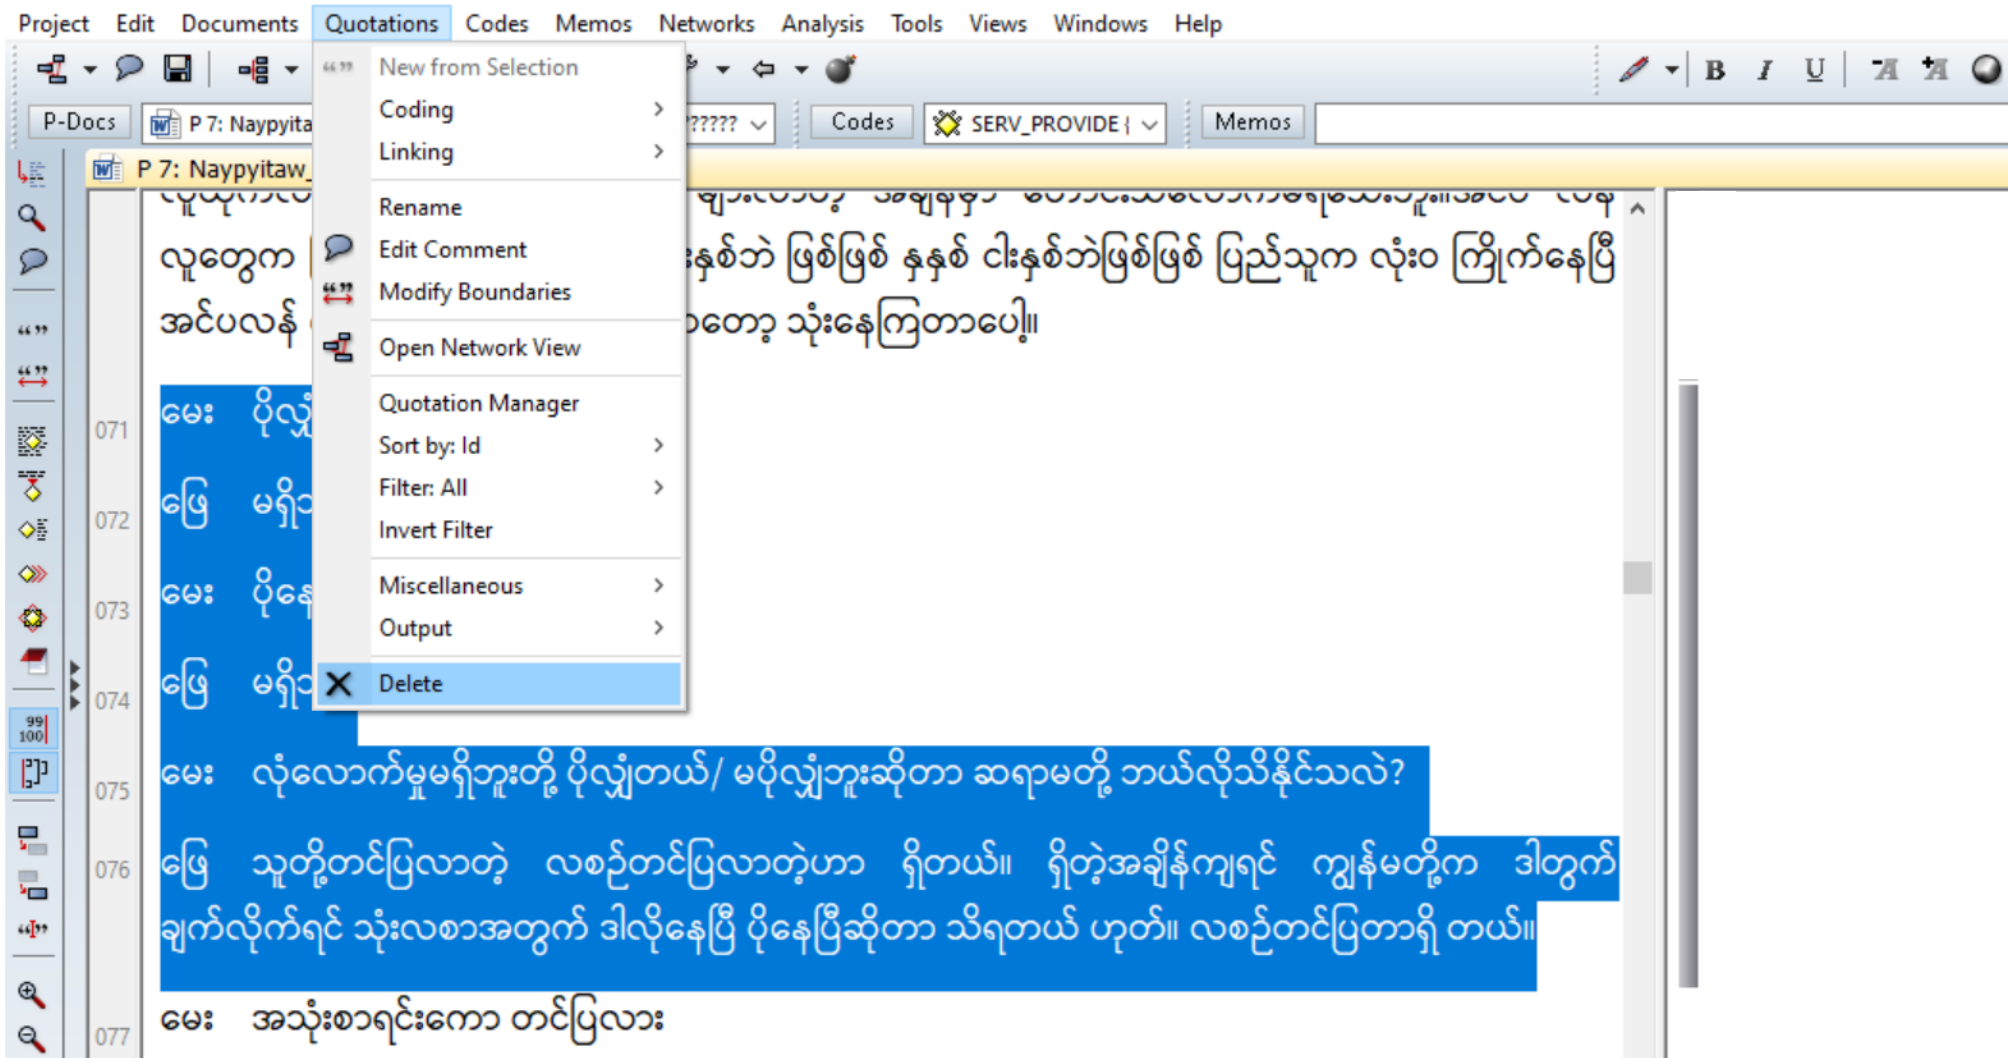 Project Edit Documents Quotations Codes Memos Networks Analysis Tools Views Windows Help
New from Selection
B I U A A
Coding
P-Docs P 7: Naypyita ?????? Codes SERV_PROVIDE { Memos
Linking
P 7: Naypyitaw_
Rename
Edit Comment
လူတွေက
းနှစ်ဘဲ ဖြစ်ဖြစ် နှနှစ် ငါးနှစ်ဘဲဖြစ်ဖြစ် ပြည်သူက လုံးဝ ကြိုက်နေပြီ
Modify Boundaries
အင်ပလန်
တော့ သုံးနေကြတာပေါ့။
Open Network View
Quotation Manager
071 မေး ပိုလျှံ
Sort by: Id
Filter: All
072 ဖြေ မရှိ
Invert Filter
Miscellaneous
073 မေး ပိုနေ
Output
Delete
074 ဖြေ မရှိ
99
100
075 မေး လုံလောက်မှုမရှိဘူးတို့ ပိုလျှံတယ်/ မပိုလျှံဘူးဆိုတာ ဆရာမတို့ ဘယ်လိုသိနိုင်သလဲ?
076 ဖြေ သူတို့တင်ပြလာတဲ့ လစဉ်တင်ပြလာတဲ့ဟာ ရှိတယ်။ ရှိတဲ့အချိန်ကျရင် ကျွန်မတို့က ဒါတွက်
ချက်လိုက်ရင် သုံးလစာအတွက် ဒါလိုနေပြီ ပိုနေပြီဆိုတာ သိရတယ် ဟုတ်။ လစဉ်တင်ပြတာရှိ တယ်။
077 မေး အသုံးစာရင်းကော တင်ပြလား